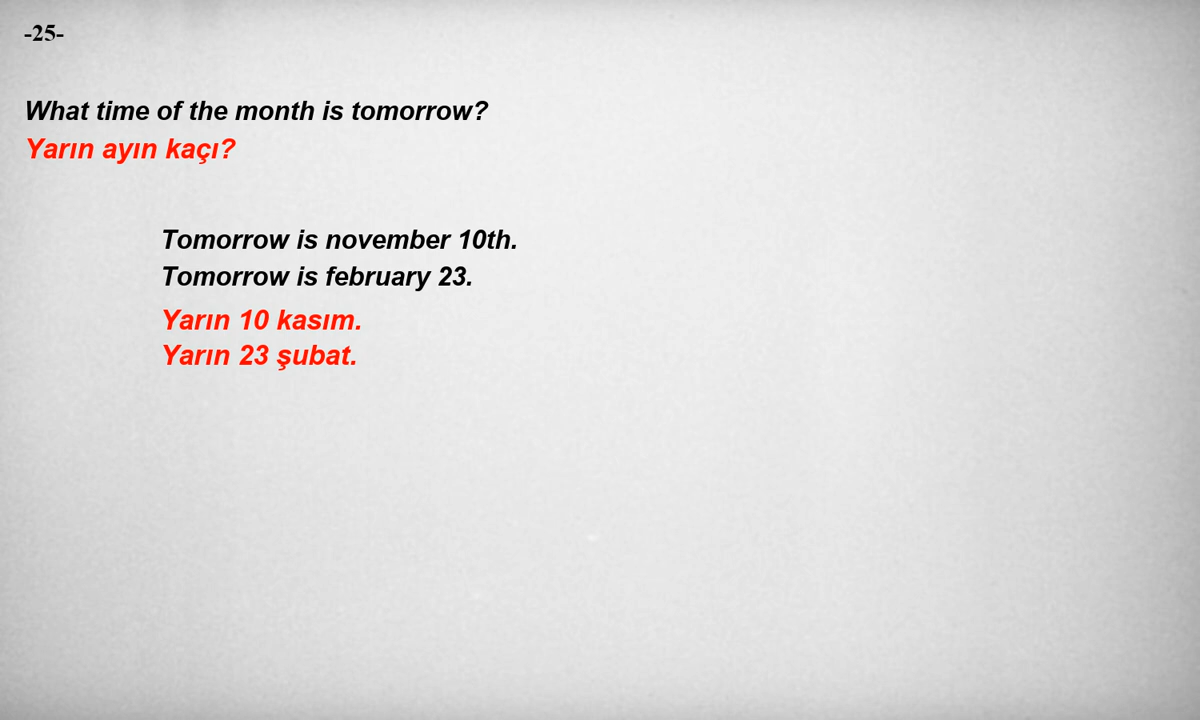 -25-
What time of the month is tomorrow?
Yarın ayın kaçı?
Tomorrow is november 10th.
Tomorrow is february 23.
Yarın 10 kasım.
Yarın 23 şubat.